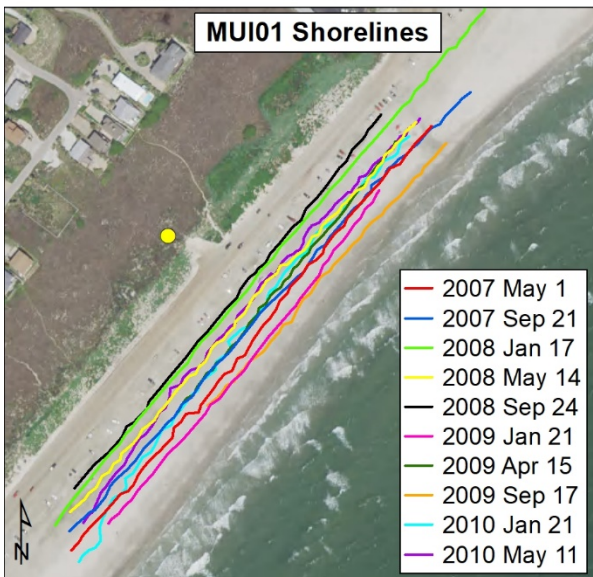 MUI01 Shorelines
2007 May 1
2007 Sep 21
2008 Jan 17
2008 May 14
2008 Sep 24
2009 Jan 21
2009 Apr 15
2009 Sep 17
2010 Jan 21
2010 May 11
N